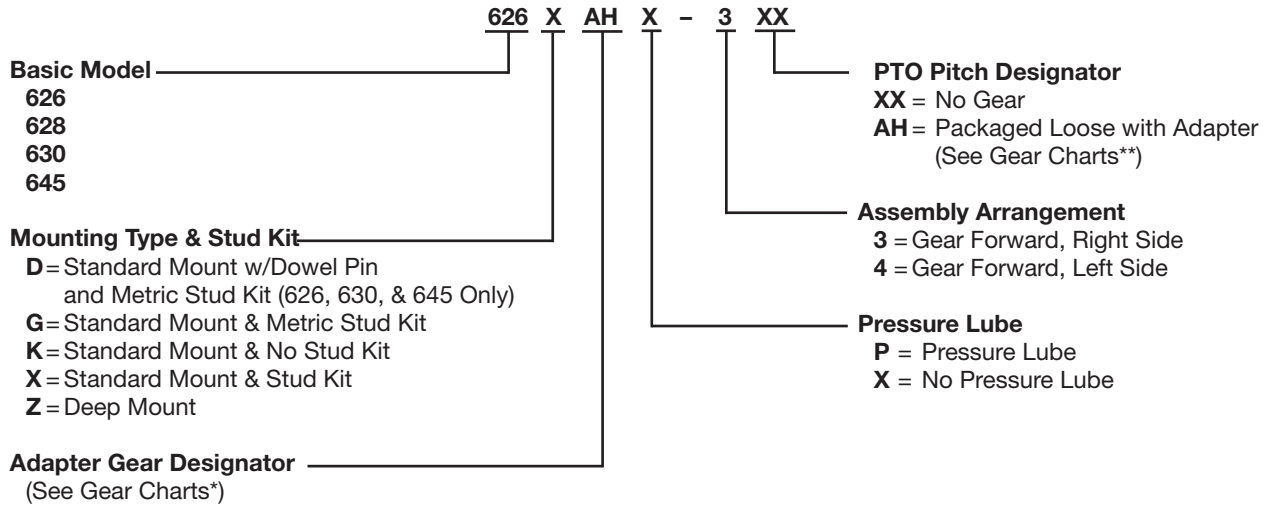 626 X AH X – 3 XX
Basic Model
626
628
630
645
Mounting Type & Stud Kit
D = Standard Mount w/Dowel Pin
and Metric Stud Kit (626, 630, & 645 Only)
G = Standard Mount & Metric Stud Kit
K = Standard Mount & No Stud Kit
X = Standard Mount & Stud Kit
Z = Deep Mount
Adapter Gear Designator
(See Gear Charts*)
PTO Pitch Designator
XX = No Gear
AH = Packaged Loose with Adapter
(See Gear Charts**)
Assembly Arrangement
3 = Gear Forward, Right Side
4 = Gear Forward, Left Side
Pressure Lube
P = Pressure Lube
X = No Pressure Lube